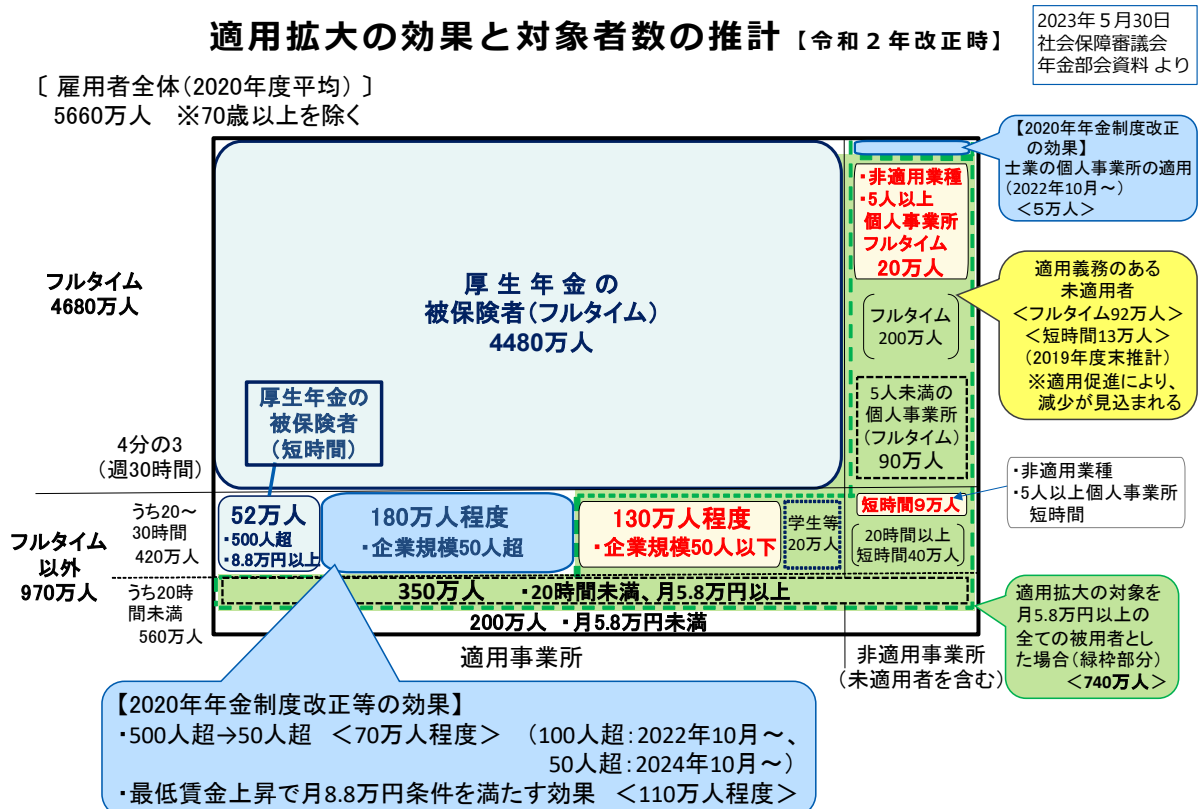 適用拡大の効果と対象者数の推計【令和２年改正時】
2023年５月30日
社会保障審議会
年金部会資料 より
〔 雇用者全体（2020年度平均） 〕
5660万人　※70歳以上を除く
フルタイム
4680万人
4分の3
（週30時間）
フルタイム
以外
970万人
うち20～
30時間
420万人
うち20時
間未満
560万人
厚 生 年 金 の
被保険者（フルタイム）
4480万人
厚生年金の
被保険者
（短時間）
52万人
・500人超
・8.8万円以上
180万人程度
・企業規模50人超
130万人程度
・企業規模50人以下
学生等
20万人
350万人　・20時間未満、月5.8万円以上
200万人 ・月5.8万円未満
・非適用業種
・5人以上
個人事業所
フルタイム
20万人
フルタイム
200万人
5人未満の
個人事業所
（フルタイム）
90万人
短時間9万人
20時間以上
短時間40万人
適用事業所
非適用事業所
（未適用者を含む）
【2020年年金制度改正
の効果】
士業の個人事業所の適用
（2022年10月～）
＜5万人＞
適用義務のある
未適用者
＜フルタイム92万人＞
＜短時間13万人＞
（2019年度末推計）
※適用促進により、
減少が見込まれる
・非適用業種
・5人以上個人事業所
短時間
適用拡大の対象を
月5.8万円以上の
全ての被用者とし
た場合（緑枠部分）
＜740万人＞
【2020年年金制度改正等の効果】
・500人超→50人超　＜70万人程度＞　（100人超：2022年10月～、
50人超：2024年10月～）
・最低賃金上昇で月8.8万円条件を満たす効果　＜110万人程度＞